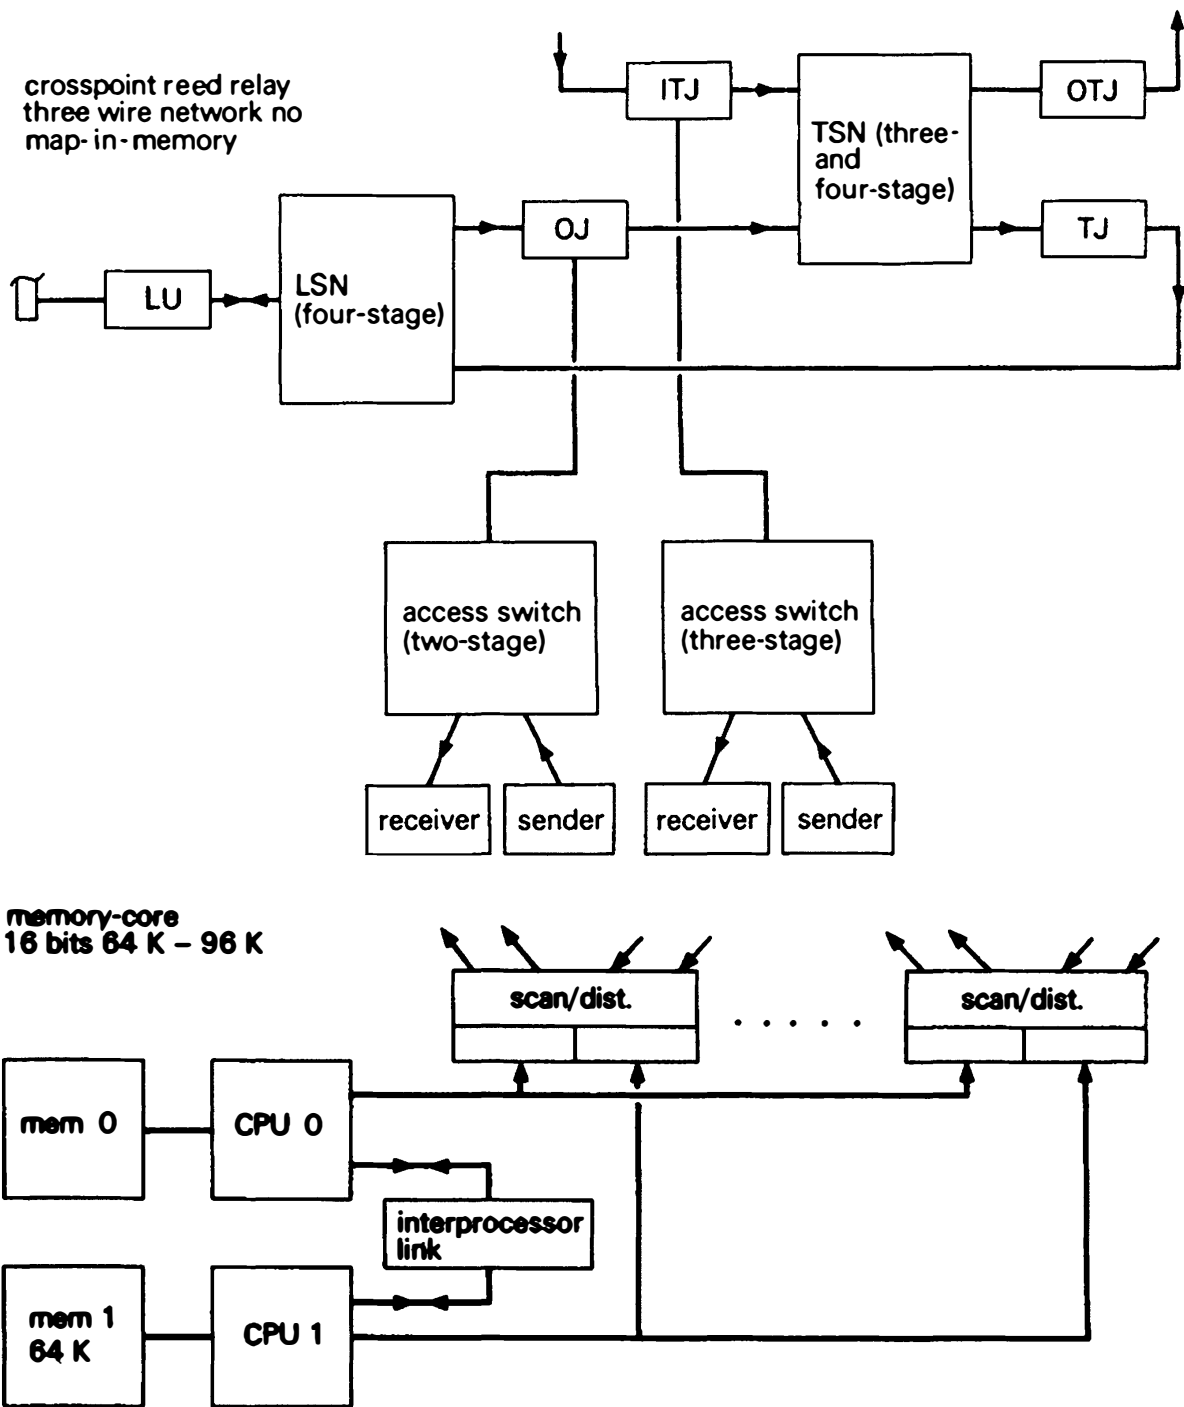 crosspoint reed relay
three wire network no
map-in-memory
ITJ
TSN (three-
and
four-stage)
OTJ
OJ
TJ
LU
LSN
(four-stage)
access switch
(two-stage)
access switch
(three-stage)
receiver
sender
receiver
sender
memory-core
16 bits 64 K – 96 K
scan/dist.
. . . . .
scan/dist.
mem 0
CPU 0
interprocessor
link
mem 1
64 K
CPU 1